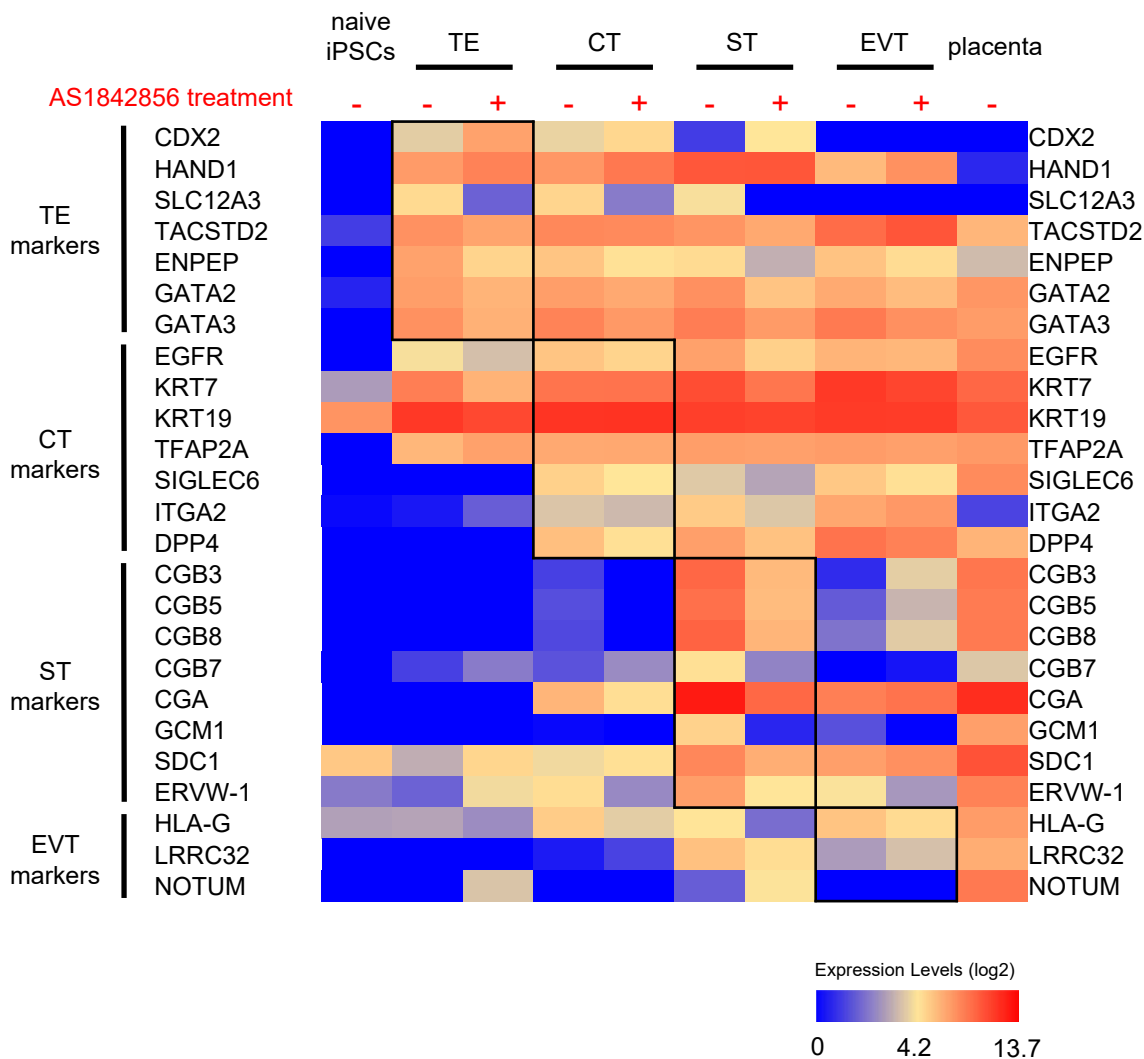 naive
iPSCs
TE
CT
ST
EVT
placenta
AS1842856 treatment
- - + - + - + - + -
TE
markers
CDX2
HAND1
SLC12A3
TACSTD2
ENPEP
GATA2
GATA3
CT
markers
EGFR
KRT7
KRT19
TFAP2A
SIGLEC6
ITGA2
DPP4
ST
markers
CGB3
CGB5
CGB8
CGB7
CGA
GCM1
SDC1
ERVW-1
EVT
markers
HLA-G
LRRC32
NOTUM
CDX2
HAND1
SLC12A3
TACSTD2
ENPEP
GATA2
GATA3
EGFR
KRT7
KRT19
TFAP2A
SIGLEC6
ITGA2
DPP4
CGB3
CGB5
CGB8
CGB7
CGA
GCM1
SDC1
ERVW-1
HLA-G
LRRC32
NOTUM
Expression Levels (log2)
0 4.2 13.7